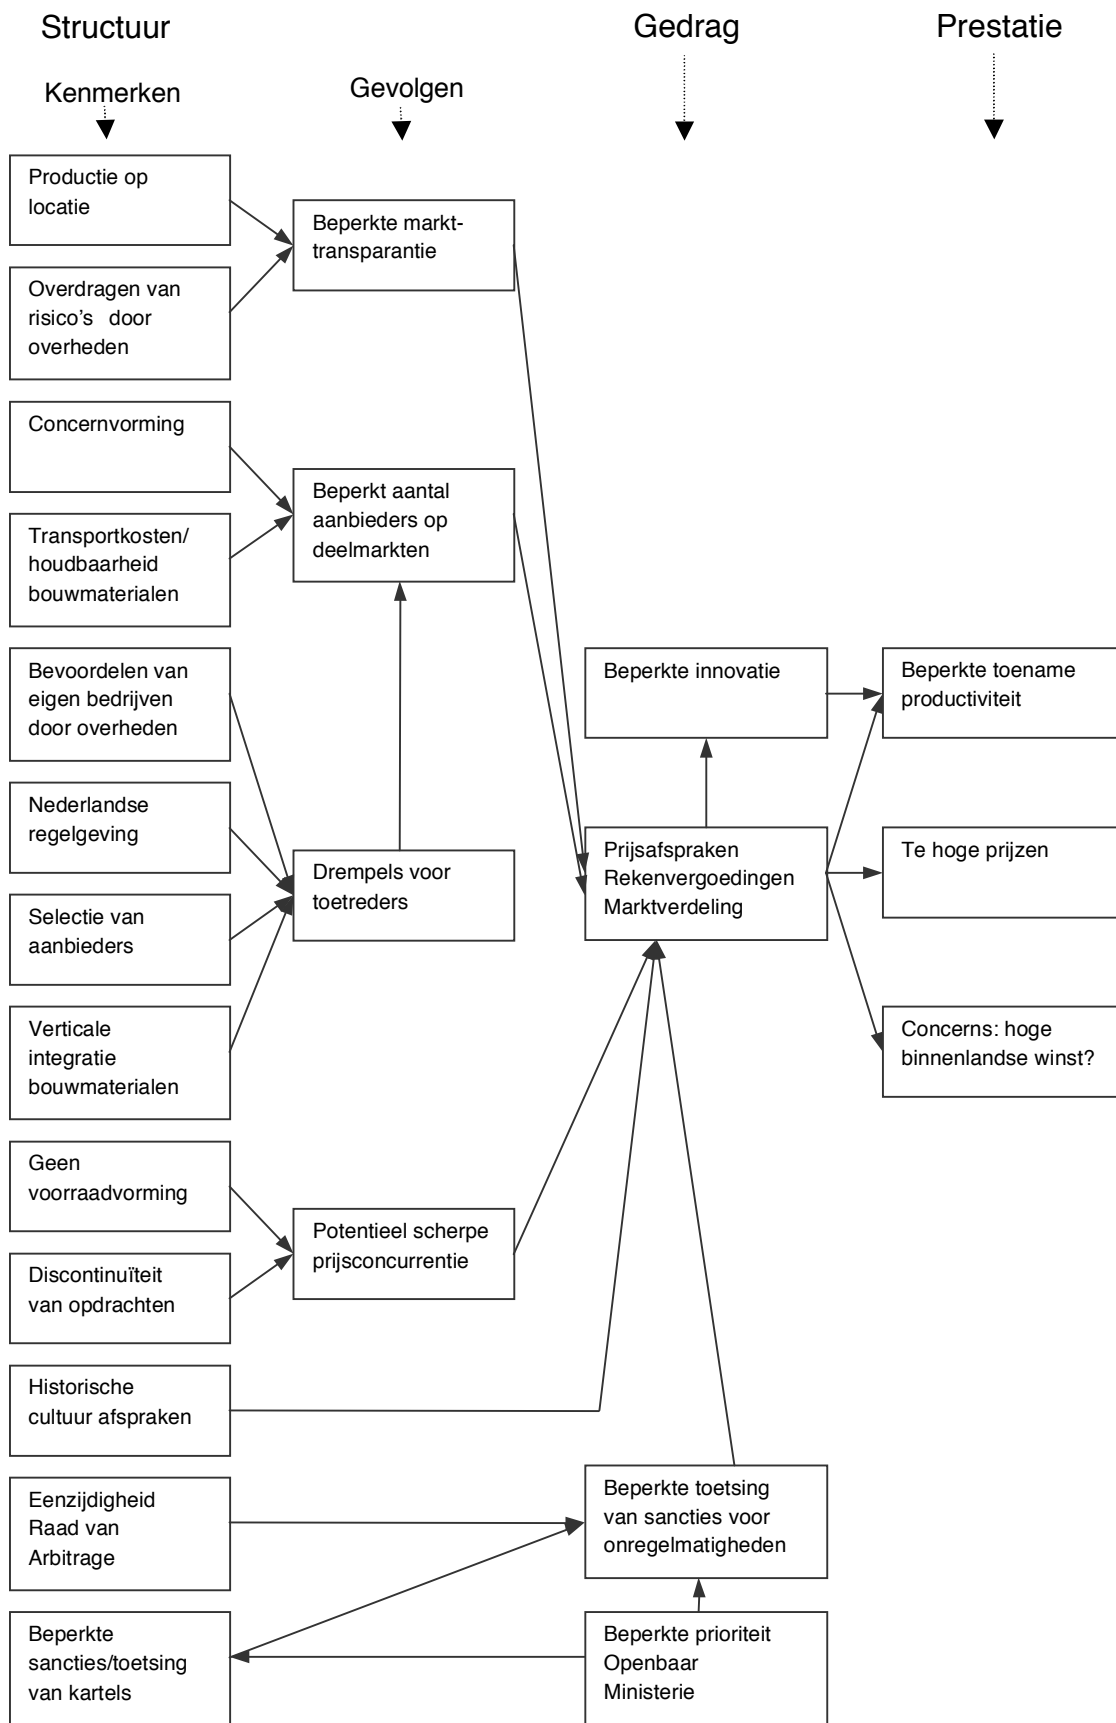 Structuur
Gedrag
Prestatie
Kenmerken
Gevolgen
Productie op
locatie
Overdragen van
risico's door
overheden
Concernvorming
Transportkosten/
houdbaarheid
bouwmaterialen
Bevoordelen van
eigen bedrijven
door overheden
Nederlandse
regelgeving
Selectie van
aanbieders
Verticale
integratie
bouwmaterialen
Geen
voorraadvorming
Discontinuïteit
van opdrachten
Historische
cultuur afspraken
Eenzijdigheid
Raad van
Arbitrage
Beperkte
sancties/toetsing
van kartels
Beperkte markt-
transparantie
Beperkt aantal
aanbieders op
deelmarkten
Drempels voor
toetreders
Potentieel scherpe
prijsconcurrentie
Beperkte innovatie
Prijsafspraken
Rekenvergoedingen
Marktverdeling
Beperkte toetsing
van sancties voor
onregelmatigheden
Beperkte prioriteit
Openbaar
Ministerie
Beperkte toename
productiviteit
Te hoge prijzen
Concerns: hoge
binnenlandse winst?